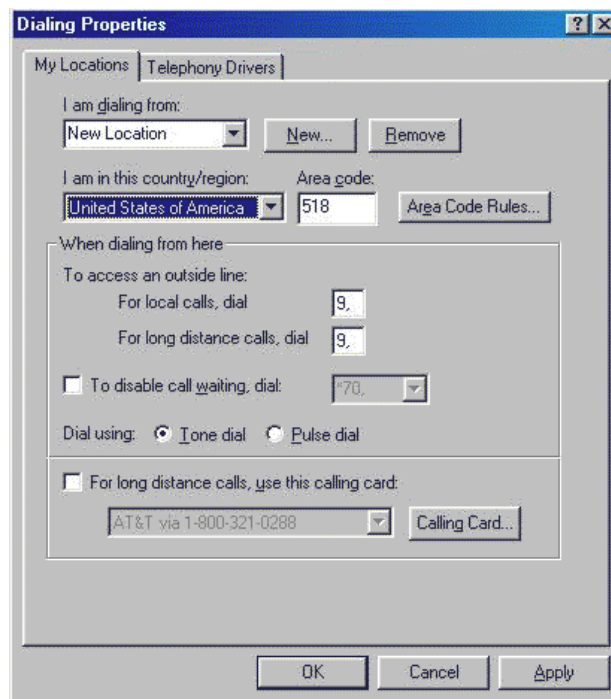 Dialing Properties
My Locations Telephony Drivers
I am dialing from:
New Location New... Remove
I am in this country/region: Area code:
United States of America 518 Area Code Rules...
When dialing from here
To access an outside line:
For local calls, dial 9,
For long distance calls, dial 9,
To disable call waiting, dial: *70,
Dial using: Tone dial Pulse dial
For long distance calls, use this calling card:
AT&T via 1-800-321-0288 Calling Card...
OK Cancel Apply